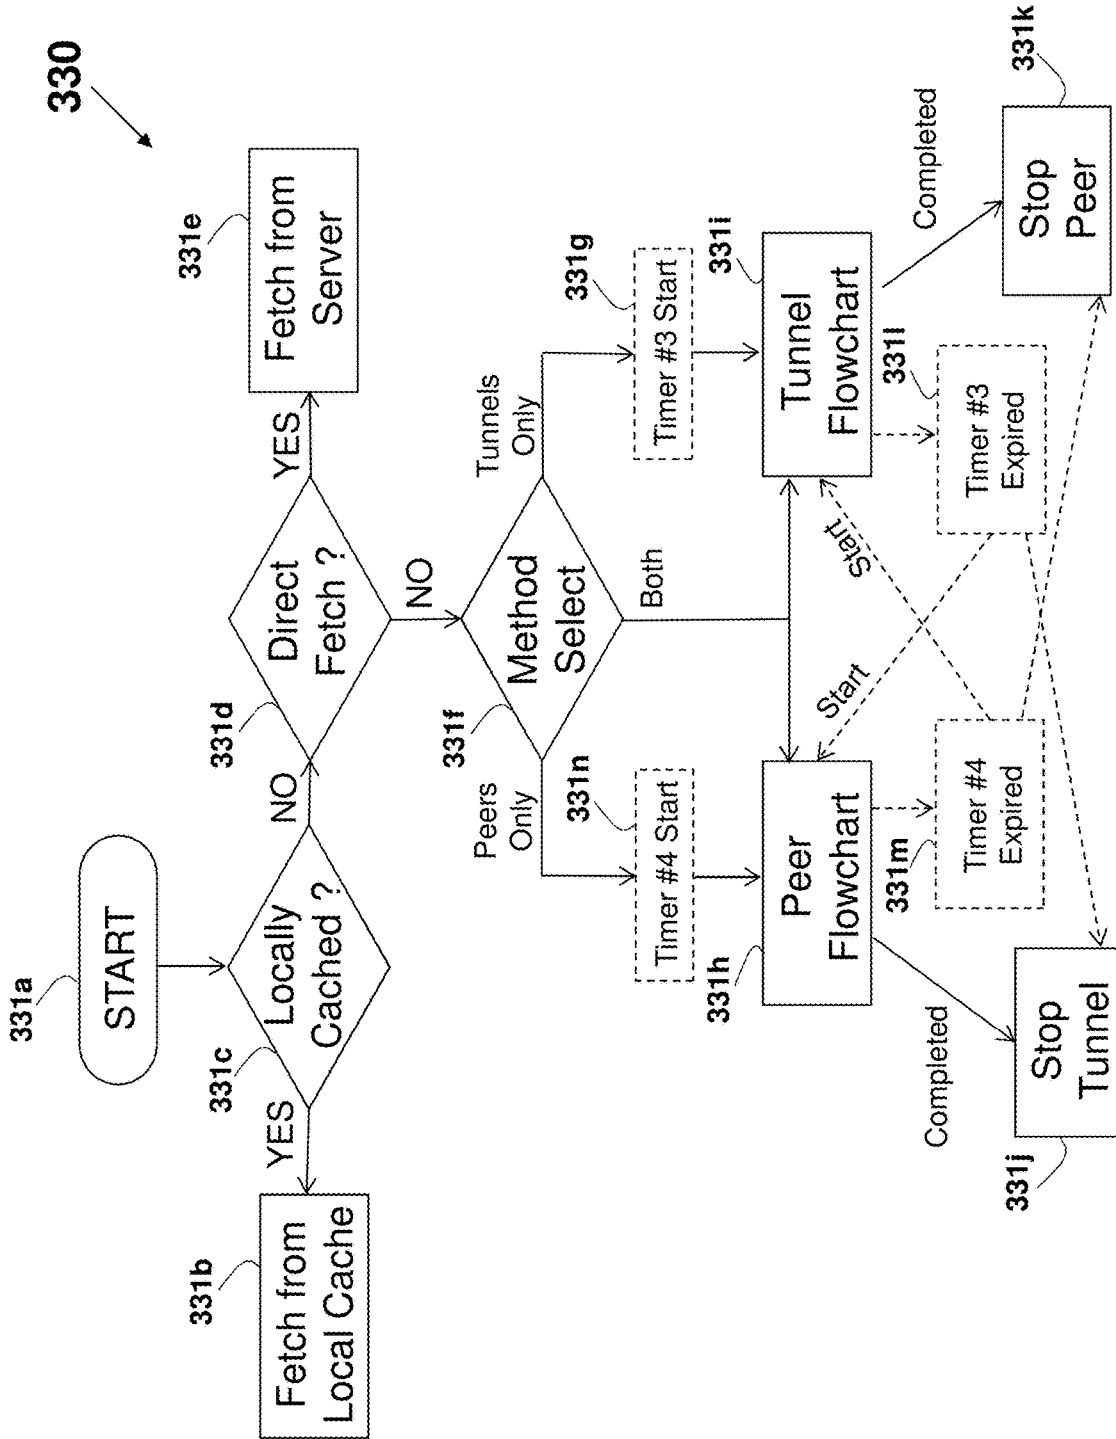 330
331a
START
331c
Locally
Cached ?
YES
331b
Fetch from
Local Cache
NO
331d
Direct
Fetch ?
YES
331e
Fetch from
Server
NO
331f
Method
Select
Peers
Only
Tunnels
Only
Both
331n
Timer #4 Start
331g
Timer #3 Start
331h
Peer
Flowchart
331i
Tunnel
Flowchart
Start
Start
331m
Timer #4
Expired
331l
Timer #3
Expired
Completed
Completed
331j
Stop
Tunnel
331k
Stop
Peer